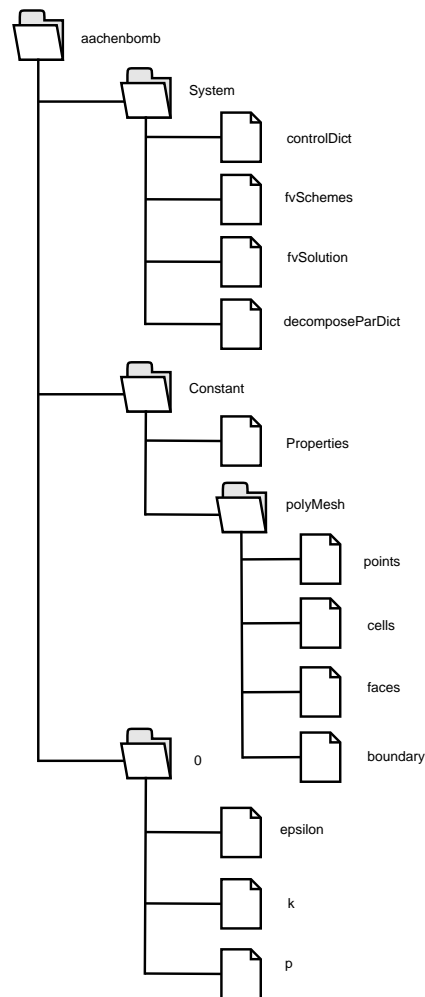 aachenbomb
System
controlDict
fvSchemes
fvSolution
decomposeParDict
Constant
Properties
polyMesh
points
cells
faces
boundary
0
epsilon
k
p